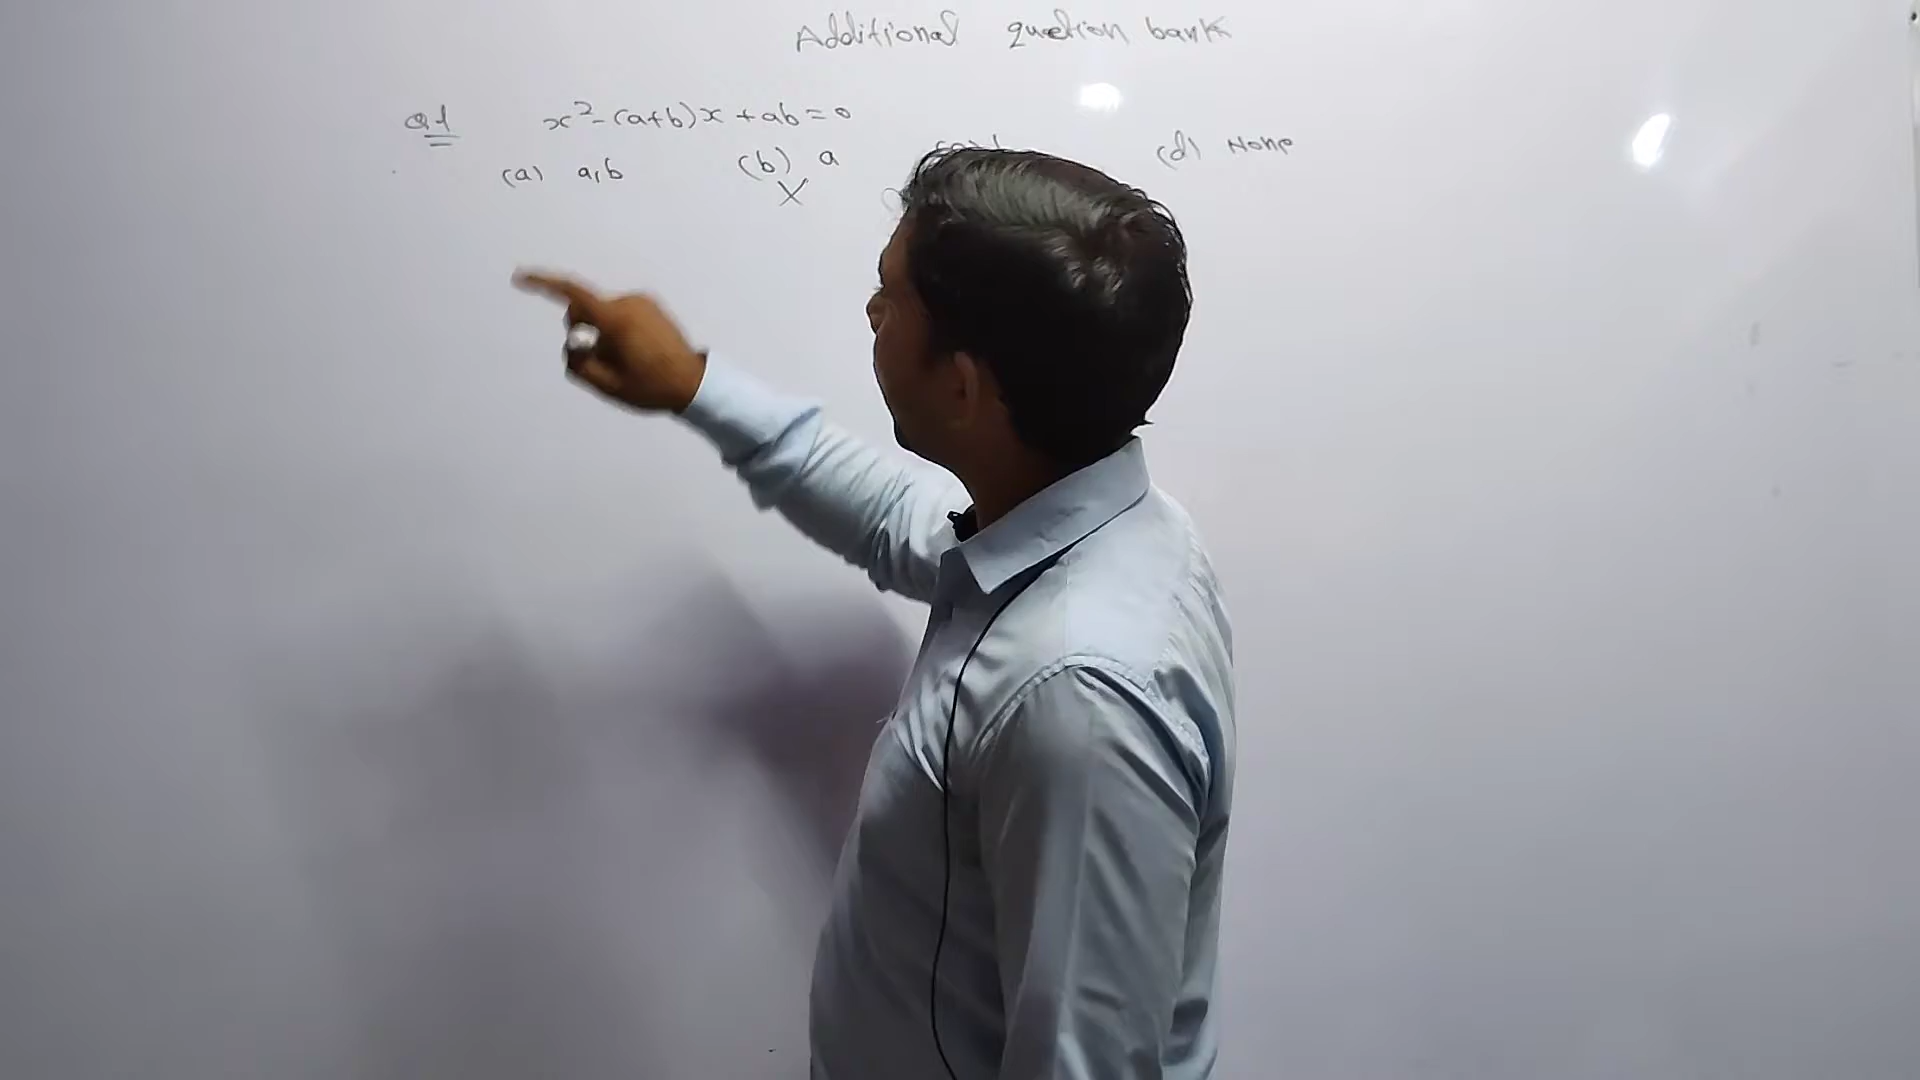 Additional question bank
Q1 x²-(a+b)x+ab=0
(a) a,b (b) a (d) None
X